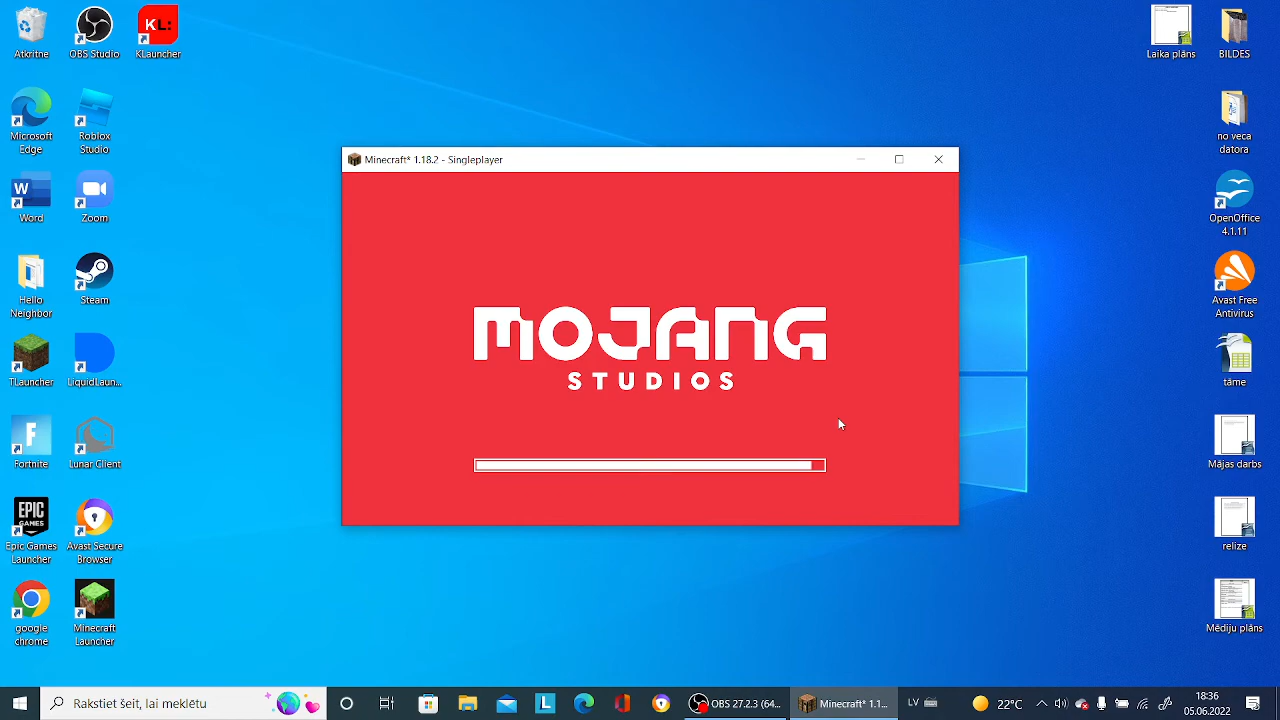 Atkritne
OBS Studio
KL:
KLauncher
Microsoft
Edge
Roblox
Studio
Word
Zoom
Hello
Neighbor
Steam
TLauncher
LiquidLaun...
Fortnite
Lunar Client
EPIC
GAMES
Epic Games
Launcher
Avast Secure
Browser
google
chrome
Minecraft
Launcher
Minecraft* 1.18.2 - Singleplayer
MOJANG
STUDIOS
Laika plāns
BILDES
no veca
datora
OpenOffice
4.1.11
Avast Free
Antivirus
tāme
Mājas darbs
relize
Mēdiju plāns
Rakstiet šeit, lai meklētu
OBS 27.2.3 (64...
Minecraft* 1.1...
LV
22°C
18:36
05.06.2022